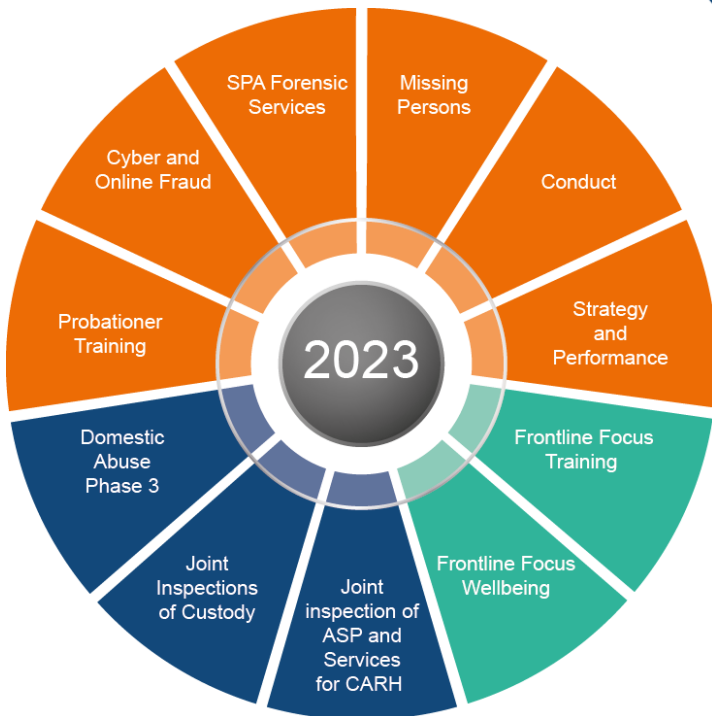 SPA Forensic
Services
Missing
Persons
Conduct
Strategy
and
Performance
Frontline Focus
Training
Frontline Focus
Wellbeing
Joint
inspection of
ASP and
Services
for CARH
Joint
Inspections
of Custody
Domestic
Abuse
Phase 3
Probationer
Training
Cyber and
Online Fraud
2023